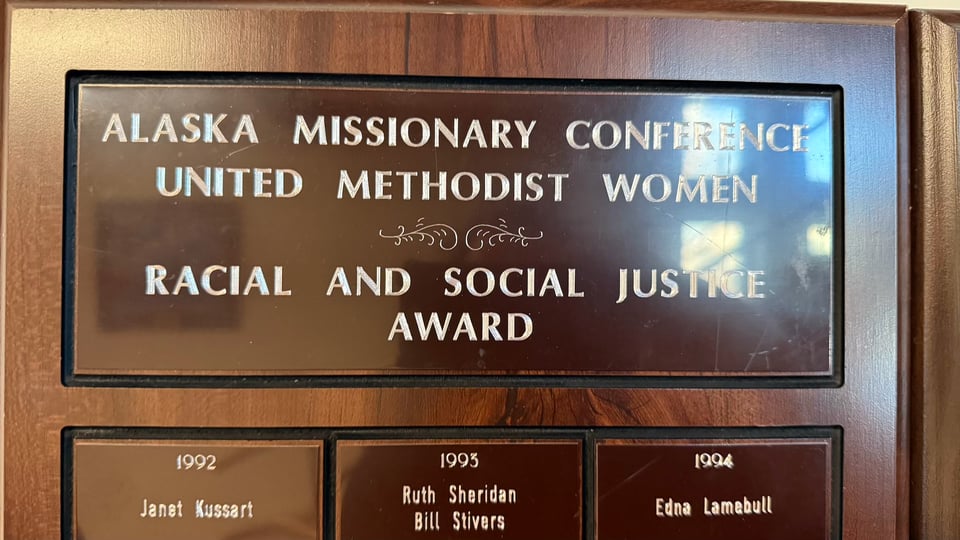 ALASKA MISSIONARY CONFERENCE
UNITED METHODIST WOMEN
RACIAL AND SOCIAL JUSTICE
AWARD
1992
Janet Kussart
1993
Ruth Sheridan
Bill Stivers
1994
Edna Lamebull